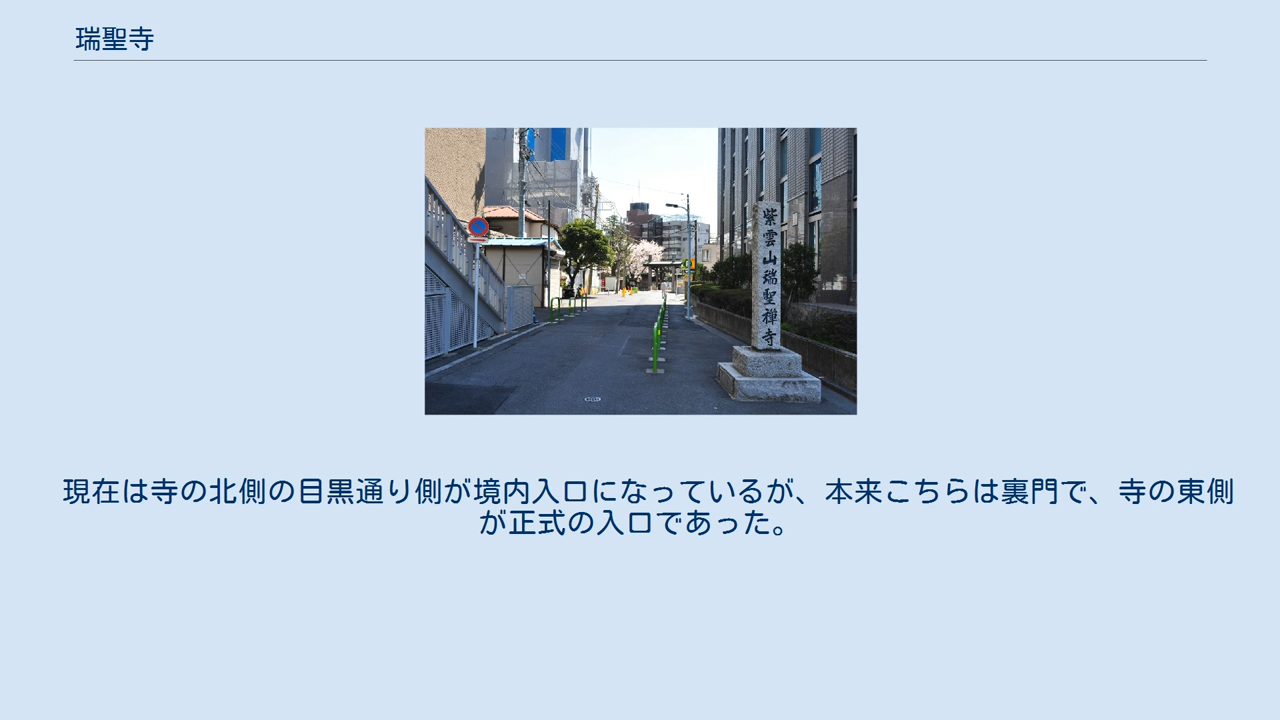 瑞聖寺
紫雲山瑞聖禅寺
現在は寺の北側の目黒通り側が境内入口になっているが、本来こちらは裏門で、寺の東側
が正式の入口であった。